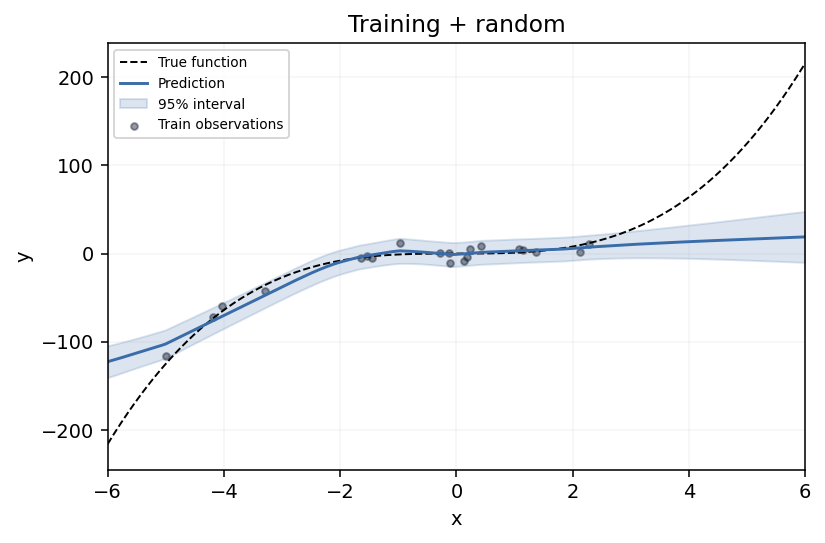 Training + random
True function
Prediction
95% interval
Train observations
200
100
0
−100
−200
y
−6
−4
−2
0
2
4
6
x